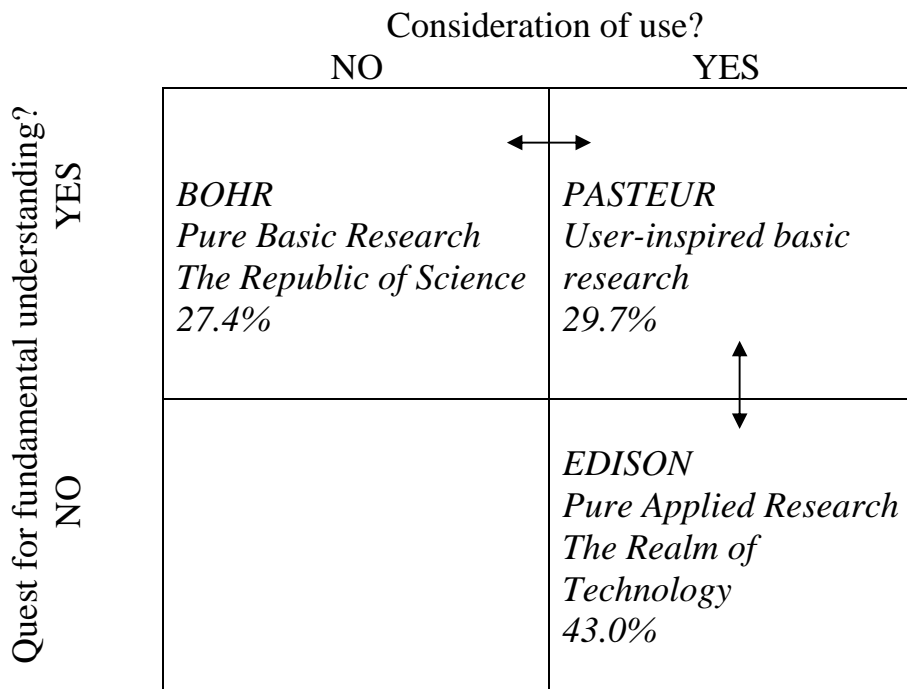 Consideration of use?
NO YES
Quest for fundamental understanding?
YES
NO
BOHR
Pure Basic Research
The Republic of Science
27.4%
PASTEUR
User-inspired basic
research
29.7%
EDISON
Pure Applied Research
The Realm of
Technology
43.0%